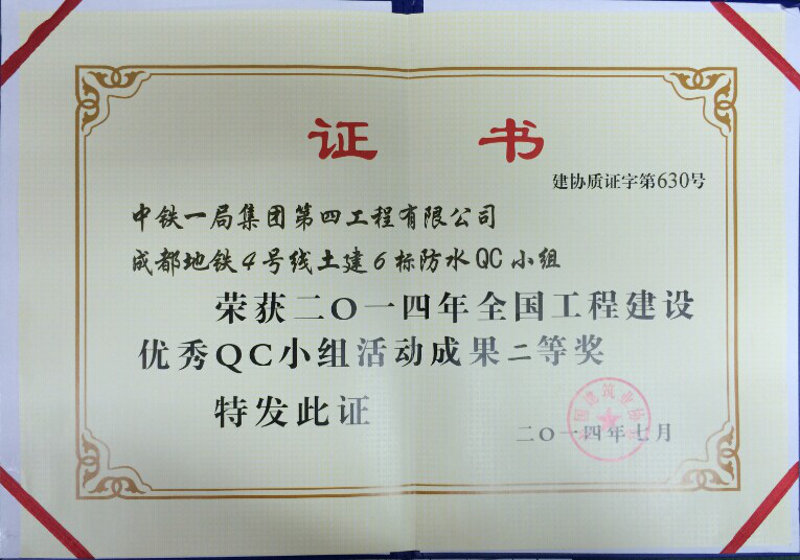 证 书
建协质证字第630号
中铁一局集团第四工程有限公司
成都地铁4号线土建6标防水QC小组
荣获二〇一四年全国工程建设
优秀QC小组活动成果二等奖
特发此证
二〇一四年七月